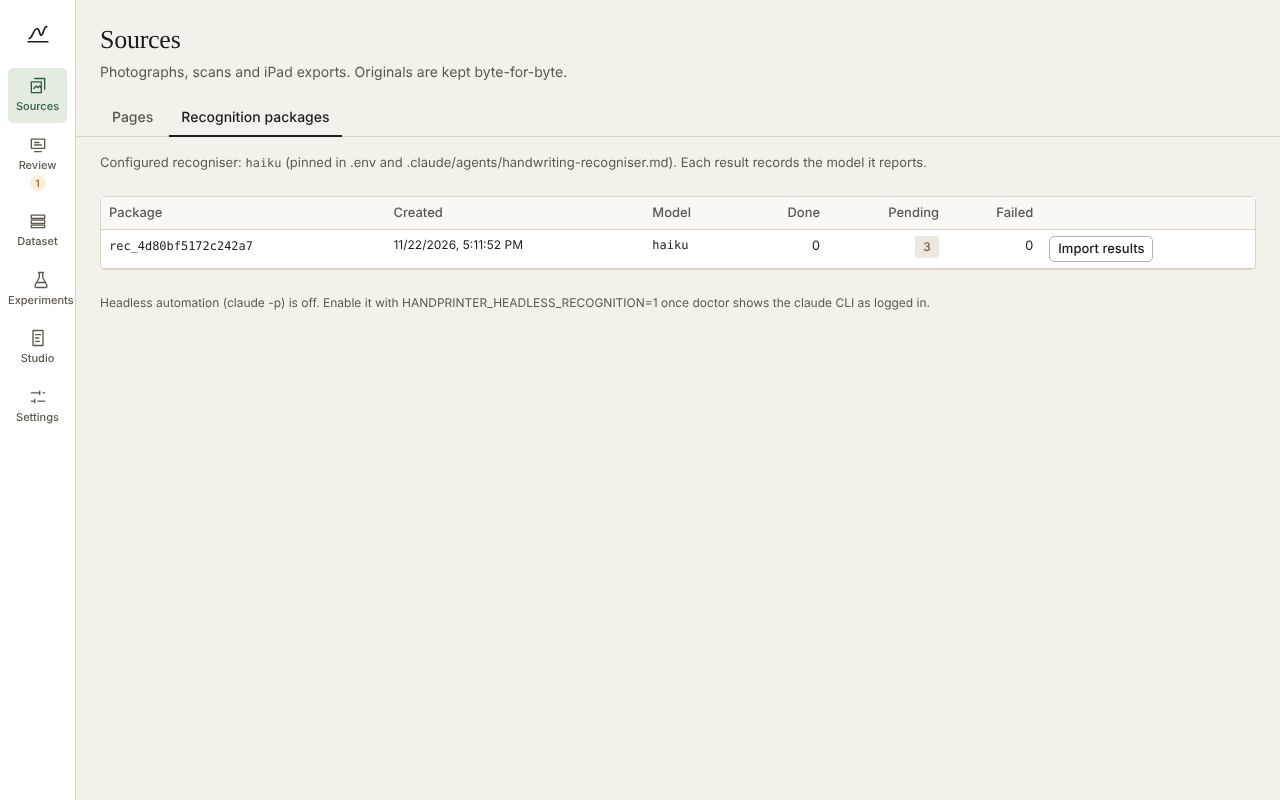 Sources
Photographs, scans and iPad exports. Originals are kept byte-for-byte.
Pages Recognition packages
Configured recogniser: haiku (pinned in .env and .claude/agents/handwriting-recogniser.md). Each result records the model it reports.
Package Created Model Done Pending Failed
rec_4d80bf5172c242a7 11/22/2026, 5:11:52 PM haiku 0 3 0 Import results
Headless automation (claude -p) is off. Enable it with HANDPRINTER_HEADLESS_RECOGNITION=1 once doctor shows the claude CLI as logged in.
Sources
Review
1
Dataset
Experiments
Studio
Settings